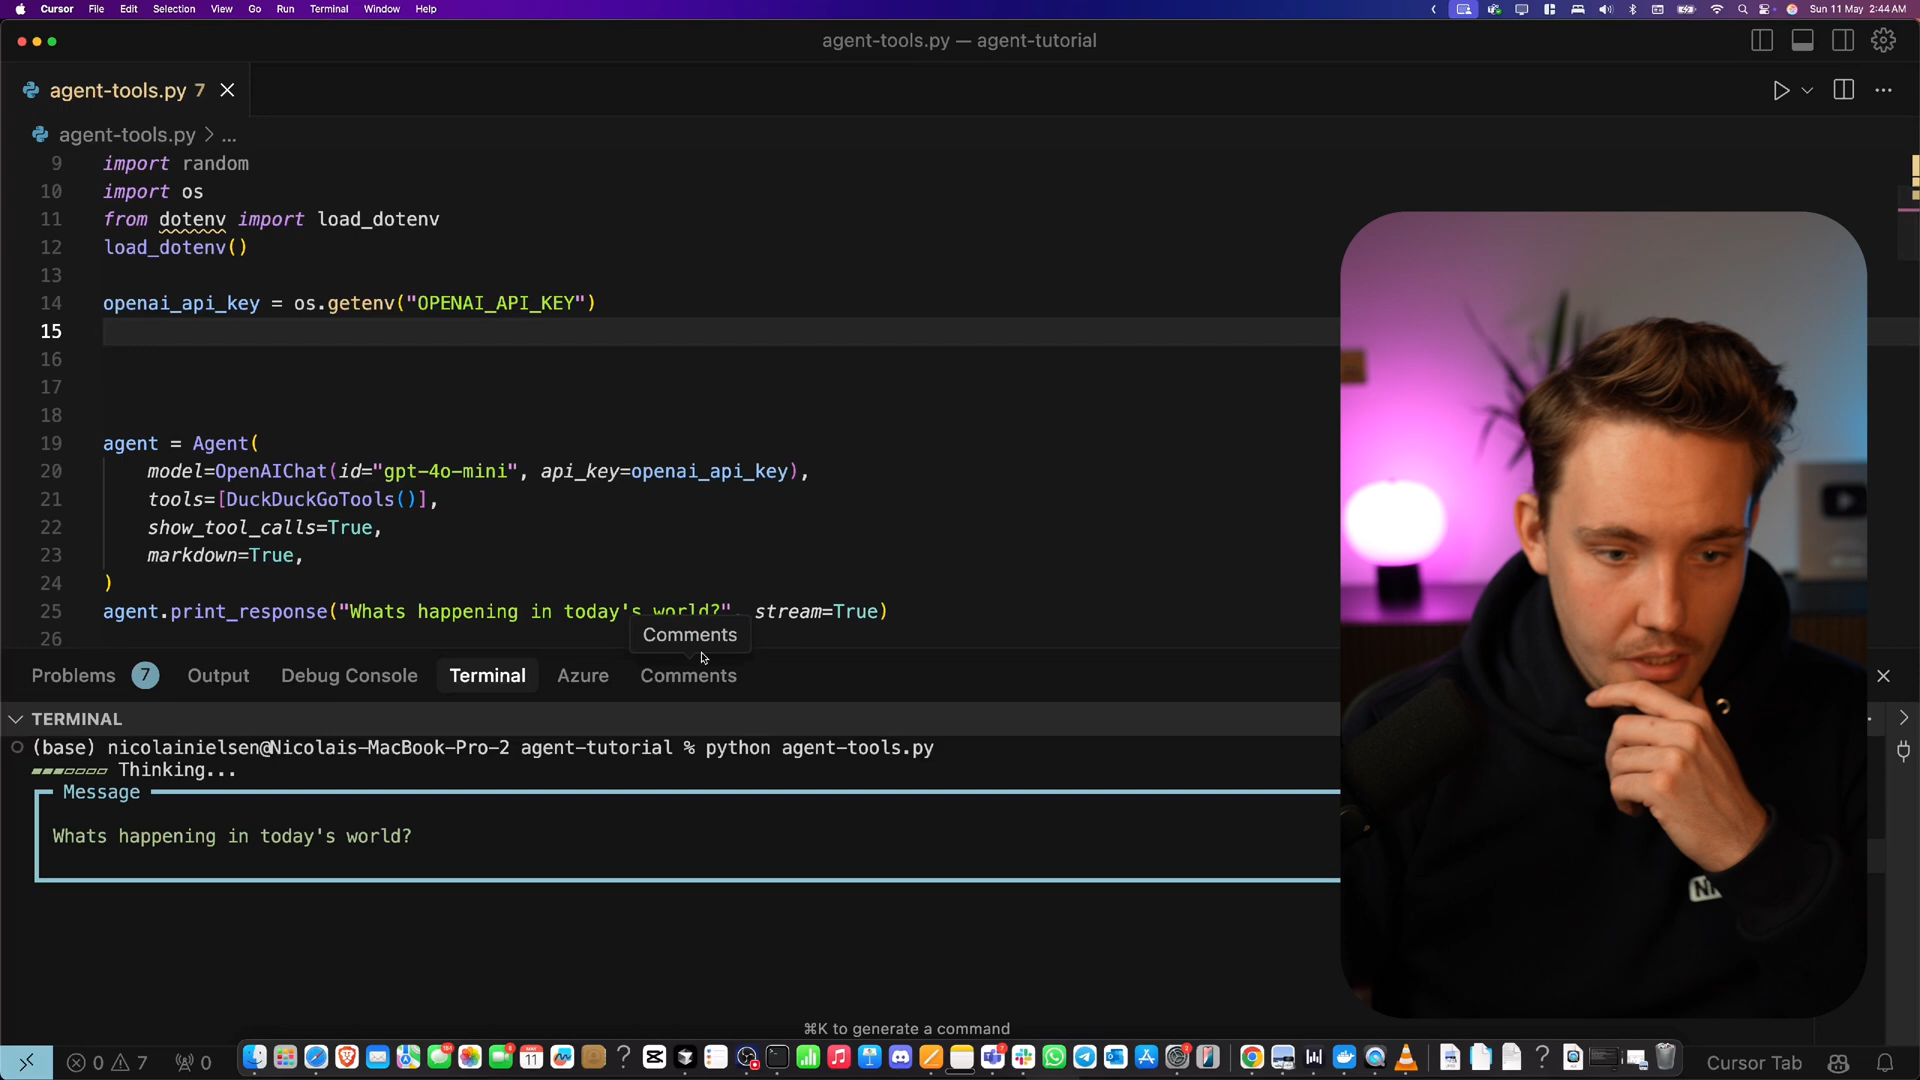 Cursor File Edit Selection View Go Run Terminal Window Help
Sun 11 May 2:44 AM
agent-tools.py — agent-tutorial
agent-tools.py 7
agent-tools.py > ...
9 import random
10 import os
11 from dotenv import load_dotenv
12 load_dotenv()
13
14 openai_api_key = os.getenv("OPENAI_API_KEY")
15
16
17
18
19 agent = Agent(
20 model=OpenAIChat(id="gpt-4o-mini", api_key=openai_api_key),
21 tools=[DuckDuckGoTools()],
22 show_tool_calls=True,
23 markdown=True,
24 )
25 agent.print_response("Whats happening in today's world?", stream=True)
26
Comments
Problems 7 Output Debug Console Terminal Azure Comments
TERMINAL
(base) nicolainielsen@Nicolais-MacBook-Pro-2 agent-tutorial % python agent-tools.py
Thinking...
Message
Whats happening in today's world?
⌘K to generate a command
0 7 0
Cursor Tab